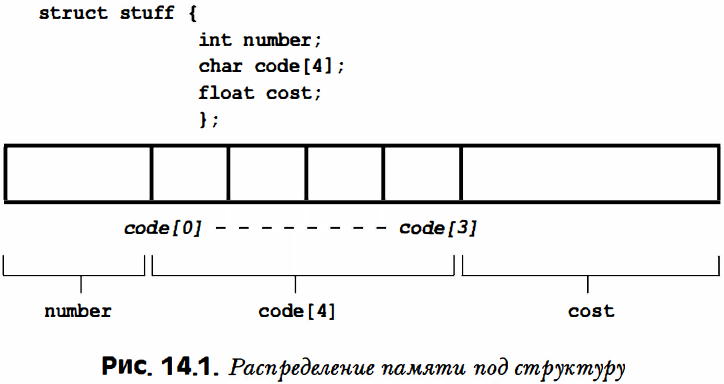 struct stuff {
int number;
char code[4];
float cost;
};
code[0] - - - - - - - - code[3]
number code[4] cost
Рис. 14.1. Распределение памяти под структуру